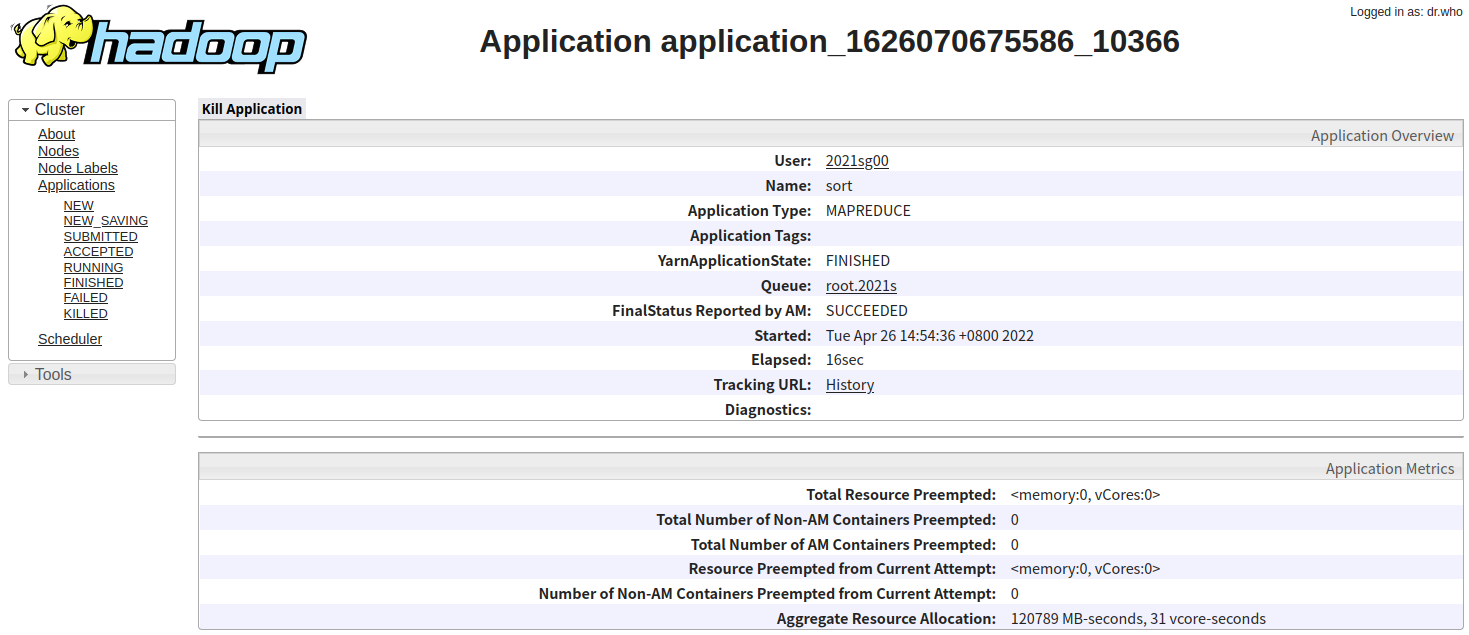 Logged in as: dr.who
hadoop
Application application_1626070675586_10366
Cluster
About
Nodes
Node Labels
Applications
NEW
NEW_SAVING
SUBMITTED
ACCEPTED
RUNNING
FINISHED
FAILED
KILLED
Scheduler
Tools
Kill Application
Application Overview
User: 2021sg00
Name: sort
Application Type: MAPREDUCE
Application Tags:
YarnApplicationState: FINISHED
Queue: root.2021s
FinalStatus Reported by AM: SUCCEEDED
Started: Tue Apr 26 14:54:36 +0800 2022
Elapsed: 16sec
Tracking URL: History
Diagnostics:
Application Metrics
Total Resource Preempted: <memory:0, vCores:0>
Total Number of Non-AM Containers Preempted: 0
Total Number of AM Containers Preempted: 0
Resource Preempted from Current Attempt: <memory:0, vCores:0>
Number of Non-AM Containers Preempted from Current Attempt: 0
Aggregate Resource Allocation: 120789 MB-seconds, 31 vcore-seconds